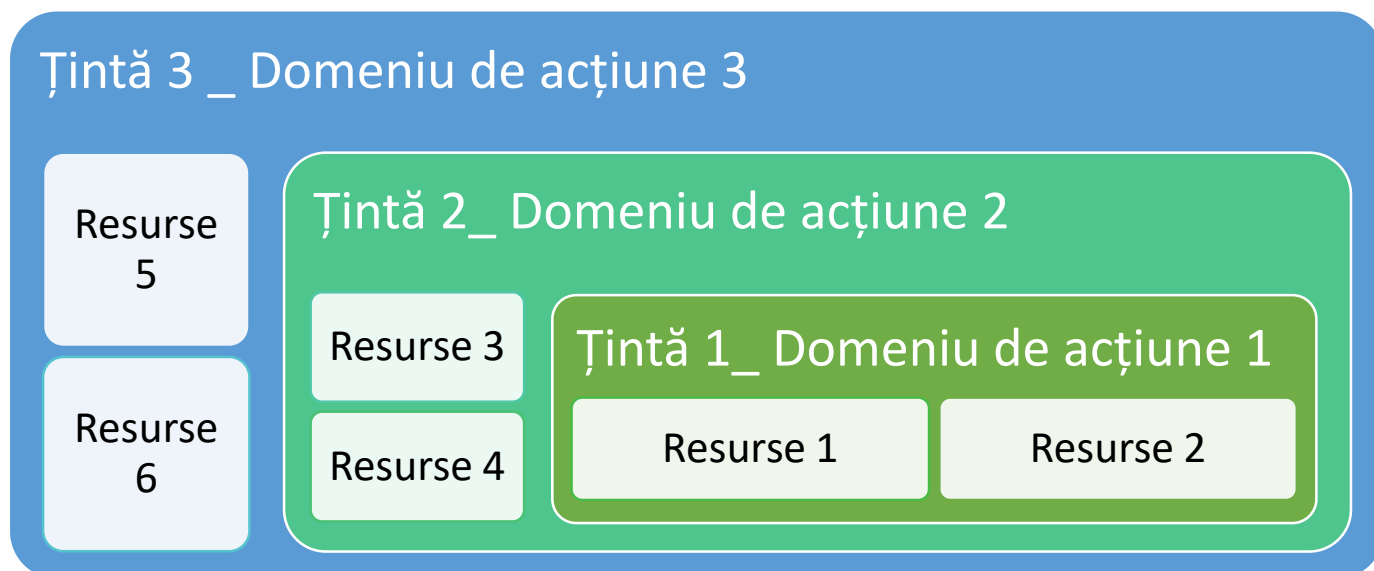 Țintă 3 _ Domeniu de acțiune 3
Resurse
5
Resurse
6
Țintă 2_ Domeniu de acțiune 2
Resurse 3
Resurse 4
Țintă 1_ Domeniu de acțiune 1
Resurse 1
Resurse 2